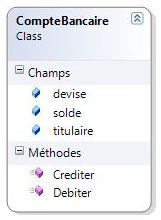 CompteBancaire
Class
Champs
devise
solde
titulaire
Méthodes
Crediter
Debiter